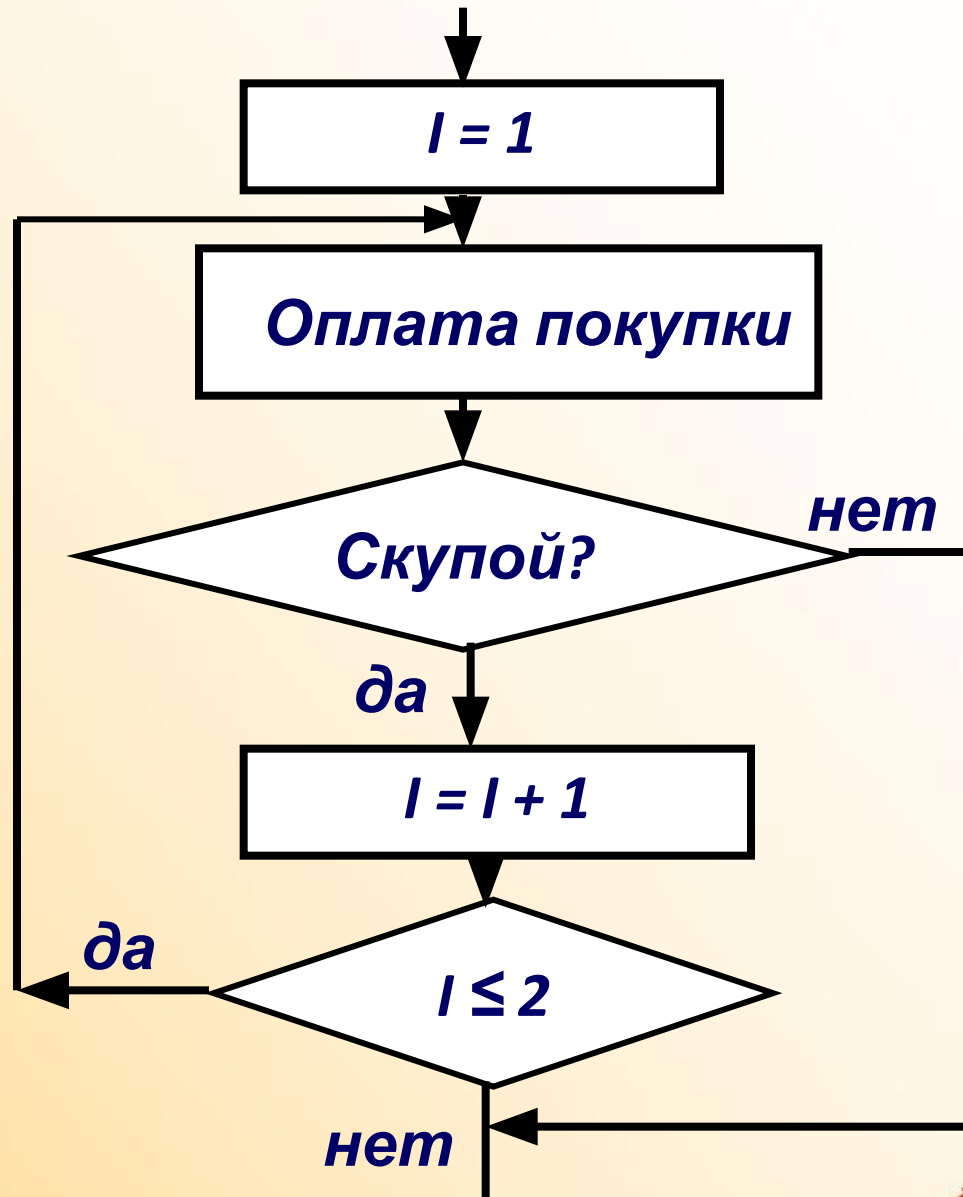 I = 1
Оплата покупки
Скупой?
нет
да
I = I + 1
да
I ≤ 2
нет